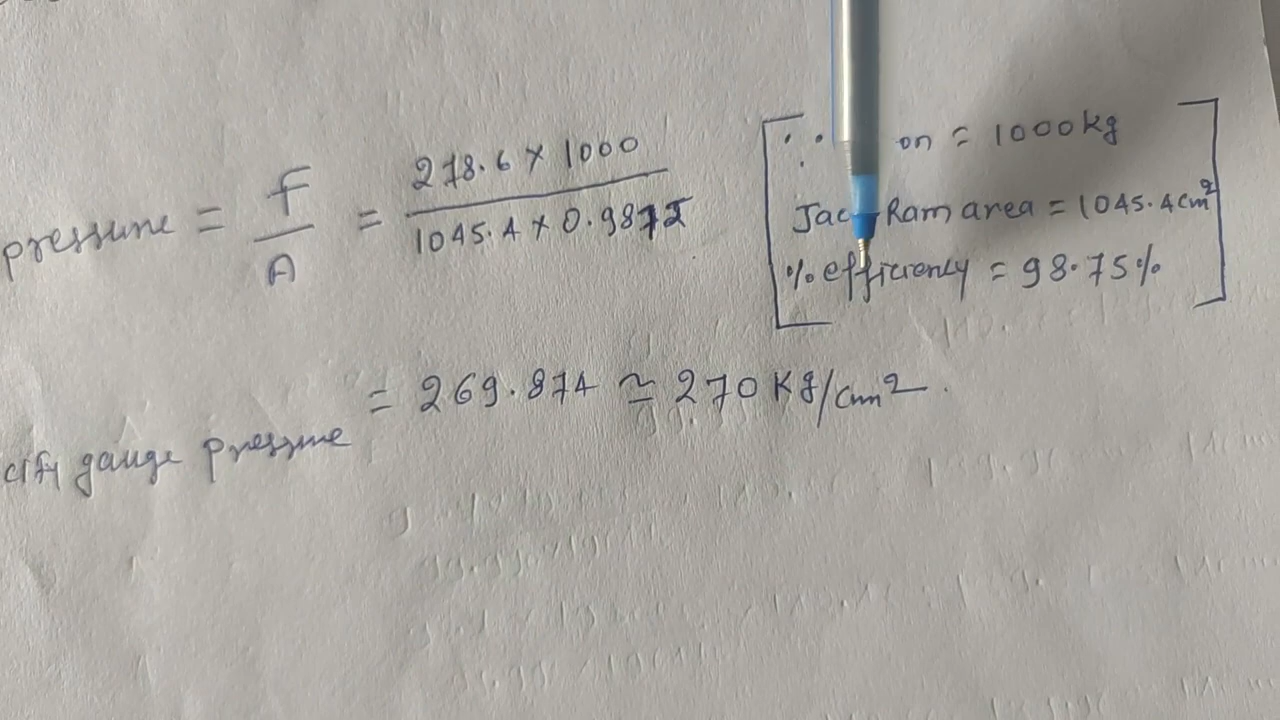 pressure = F/A = 278.6 × 1000 / 1045.4 × 0.9875
[∵ on = 1000kg
Jac Ram area = 1045.4cm²
% efficiency = 98.75%]
= 269.874 ≃ 270 Kg/cm².
gauge pressure